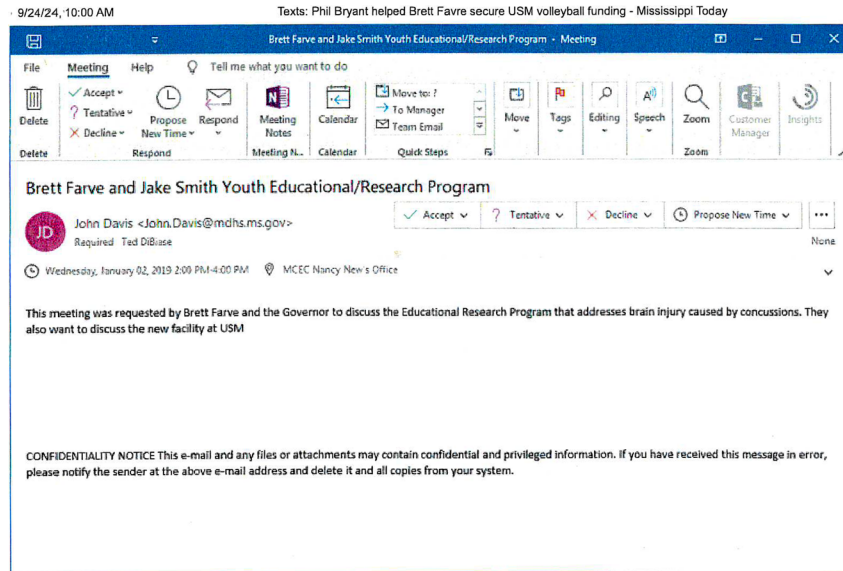 9/24/24, 10:00 AM Texts: Phil Bryant helped Brett Favre secure USM volleyball funding - Mississippi Today
Brett Farve and Jake Smith Youth Educational/Research Program - Meeting
File Meeting Help Tell me what you want to do
Delete
Accept
Tentative
Decline
Propose New Time
Respond
Meeting Notes
Calendar
Move to: ?
To Manager
Team Email
Move
Tags
Editing
Speech
Zoom
Customer Manager
Insights
Delete Respond Meeting N... Calendar Quick Steps Zoom
Brett Farve and Jake Smith Youth Educational/Research Program
JD
John Davis <John.Davis@mdhs.ms.gov>
Required Ted DiBiase
Accept Tentative Decline Propose New Time ...
None
Wednesday, January 02, 2019 2:00 PM-4:00 PM MCEC Nancy New's Office
This meeting was requested by Brett Farve and the Governor to discuss the Educational Research Program that addresses brain injury caused by concussions. They
also want to discuss the new facility at USM
CONFIDENTIALITY NOTICE This e-mail and any files or attachments may contain confidential and privileged information. If you have received this message in error,
please notify the sender at the above e-mail address and delete it and all copies from your system.